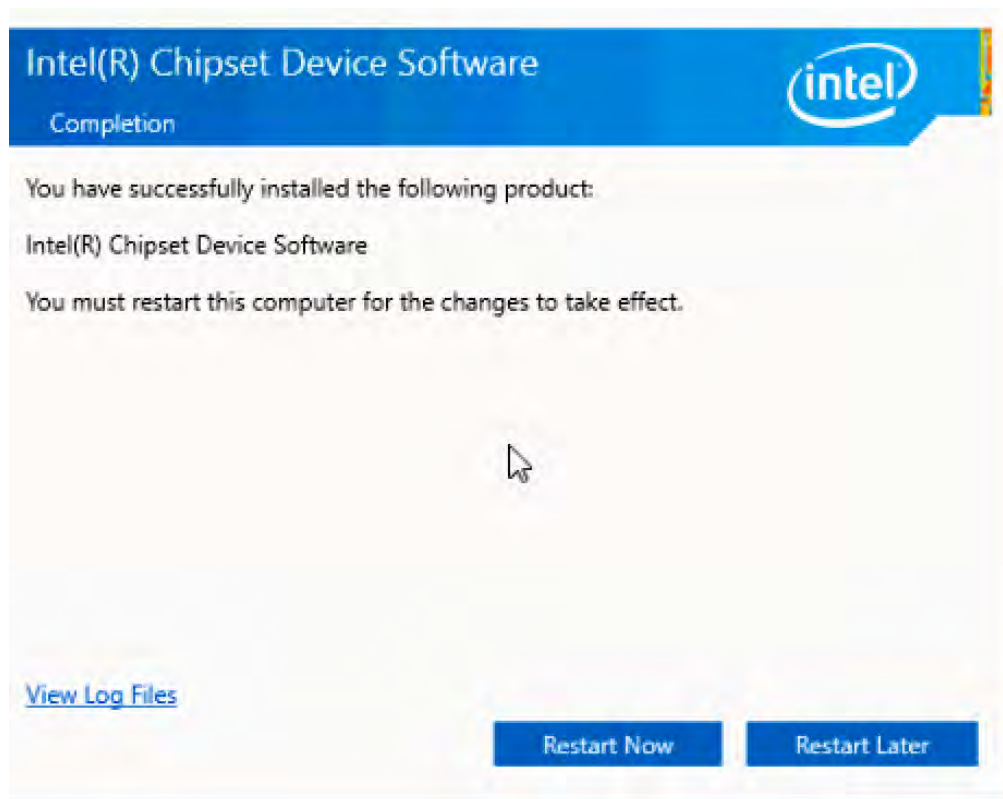 Intel(R) Chipset Device Software
intel
Completion
You have successfully installed the following product:
Intel(R) Chipset Device Software
You must restart this computer for the changes to take effect.
View Log Files
Restart Now
Restart Later